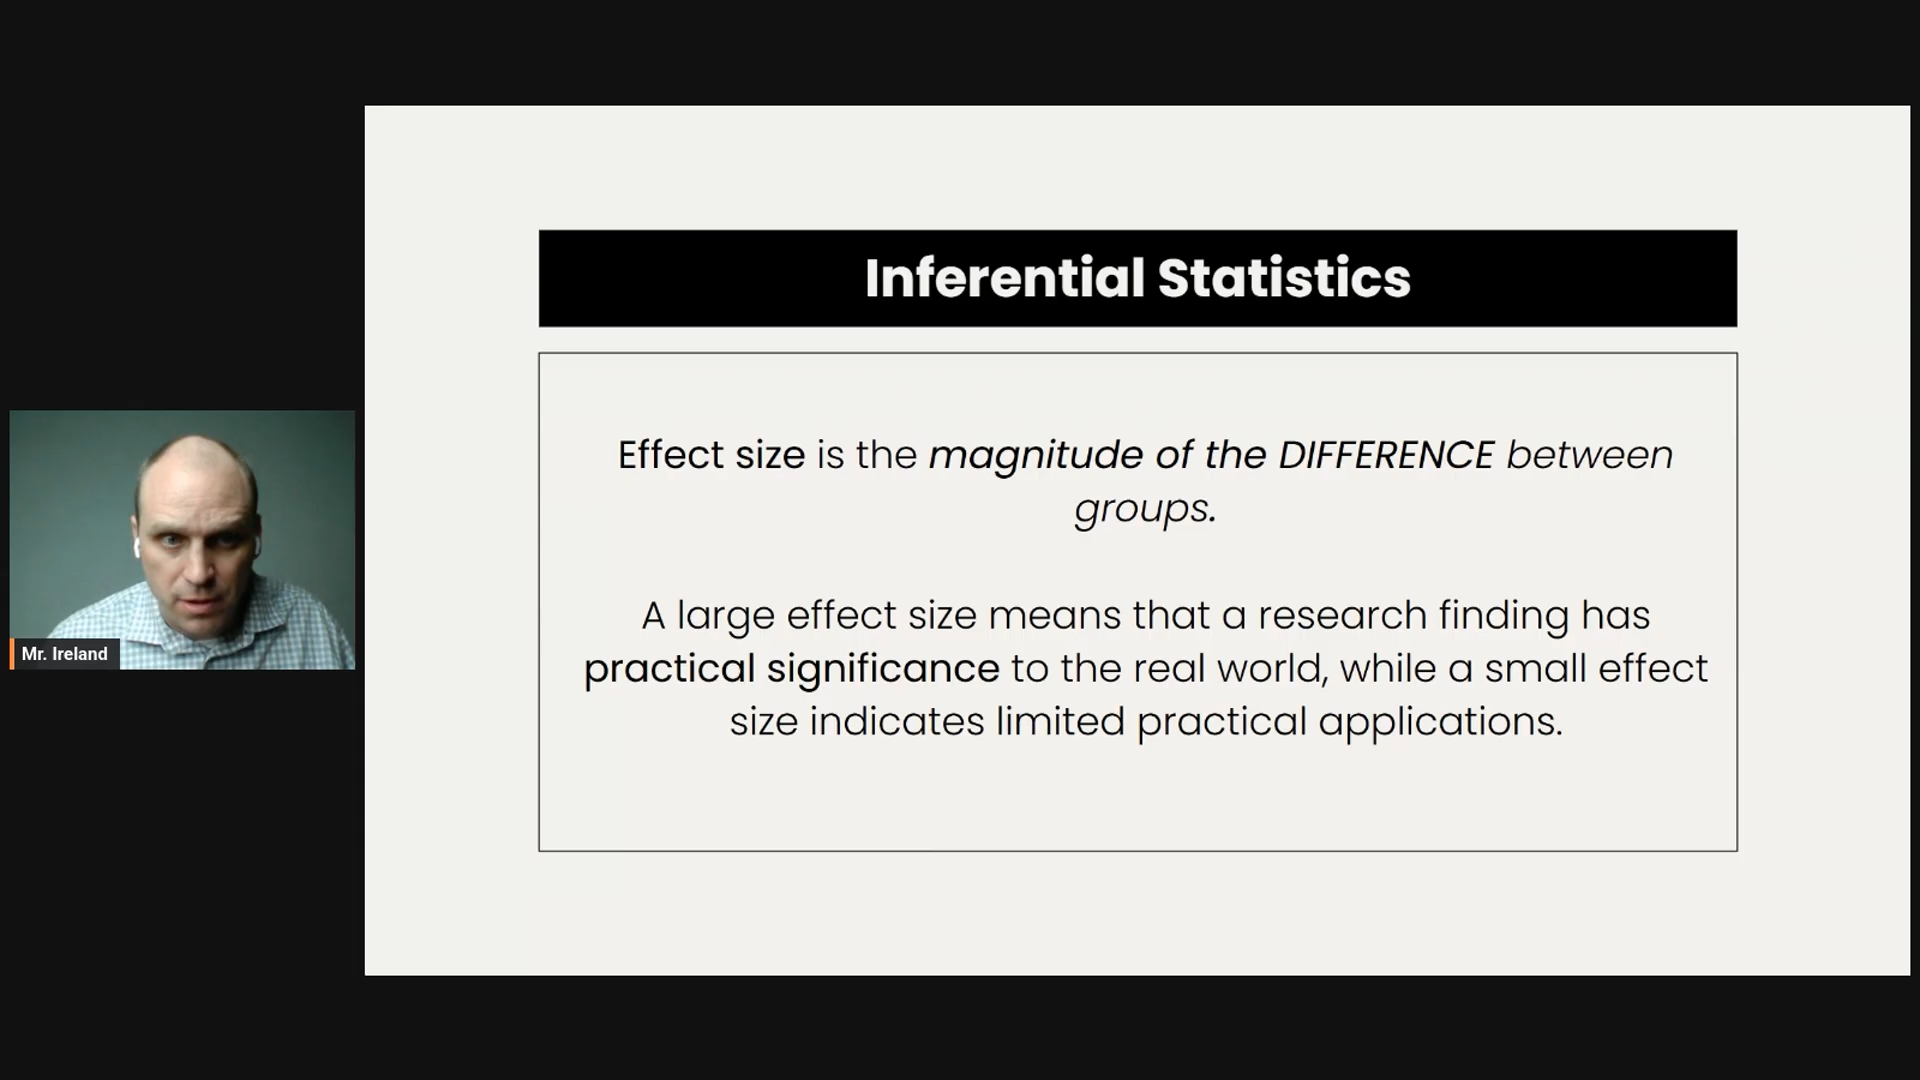 Inferential Statistics
Effect size is the magnitude of the DIFFERENCE between
groups.
A large effect size means that a research finding has
practical significance to the real world, while a small effect
size indicates limited practical applications.
Mr. Ireland